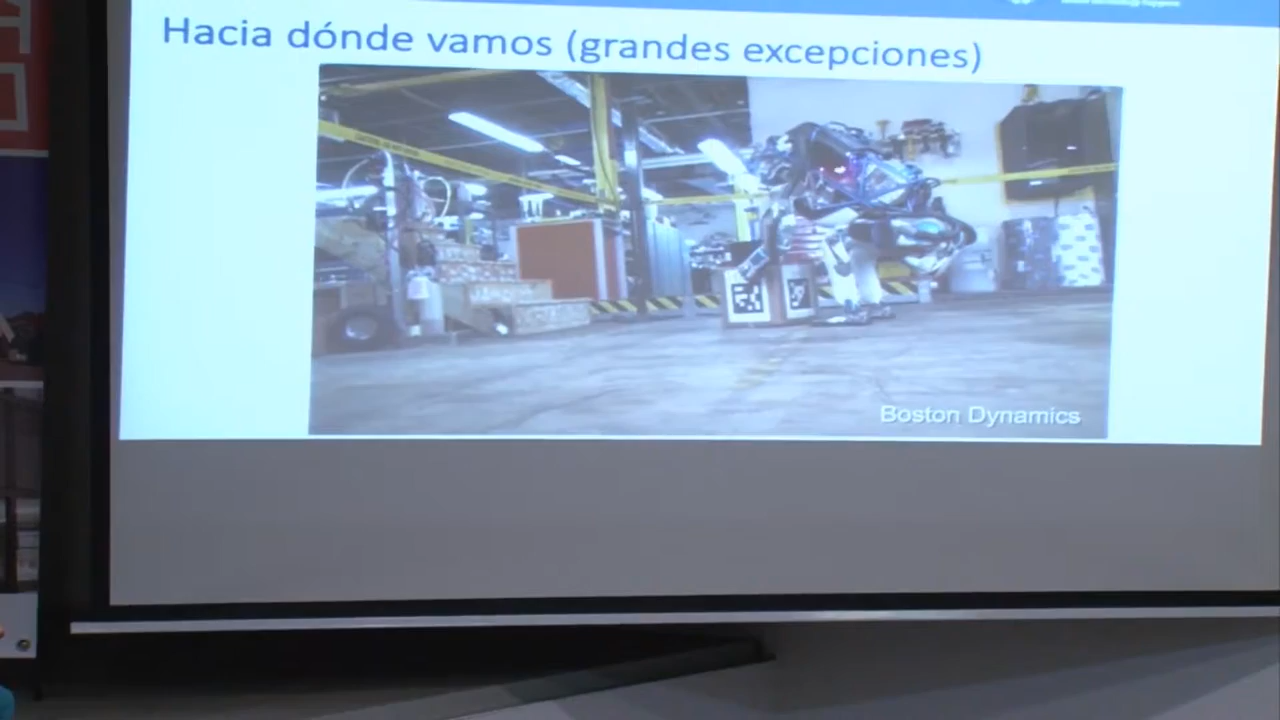 Hacia dónde vamos (grandes excepciones)
Boston Dynamics